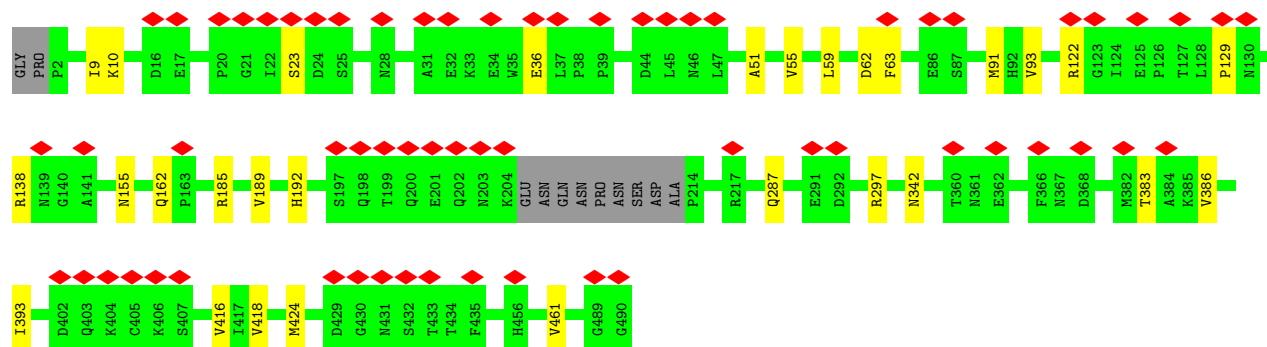 GLY PRO P2 I9 K10 D16 E17 P20 G21 I22 S23 D24 S25 N28 A31 E32 K33 E34 W35 E36 L37 P38 P39 D44 L45 N46 L47 A51 V55 L59 D62 F63 E86 S87 M91 H92 V93 R122 G123 I124 E125 P126 T127 L128 P129 N130
R138 N139 G140 A141 N155 Q162 P163 R185 V189 H192 S197 Q198 T199 Q200 E201 Q202 N203 K204 GLU ASN GLN ASN PRO ASN SER ASP ALA P214 R217 Q287 E291 D292 R297 N342 T360 N361 E362 F366 N367 D368 M382 T383 A384 K385 V386
I393 D402 Q403 K404 C405 K406 S407 V416 I417 V418 M424 D429 G430 N431 S432 T433 T434 F435 H456 V461 G489 G490